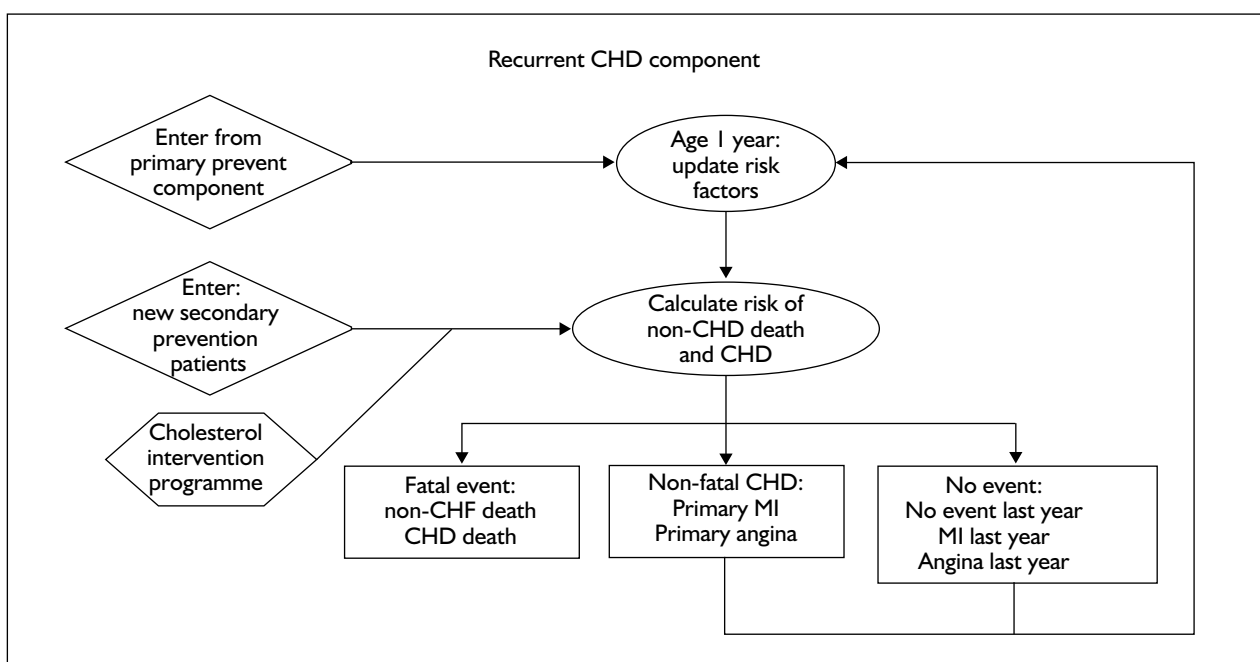 Recurrent CHD component
Enter from
primary prevent
component
Age 1 year:
update risk
factors
Enter:
new secondary
prevention
patients
Calculate risk of
non-CHD death
and CHD
Cholesterol
intervention
programme
Fatal event:
non-CHF death
CHD death
Non-fatal CHD:
Primary MI
Primary angina
No event:
No event last year
MI last year
Angina last year